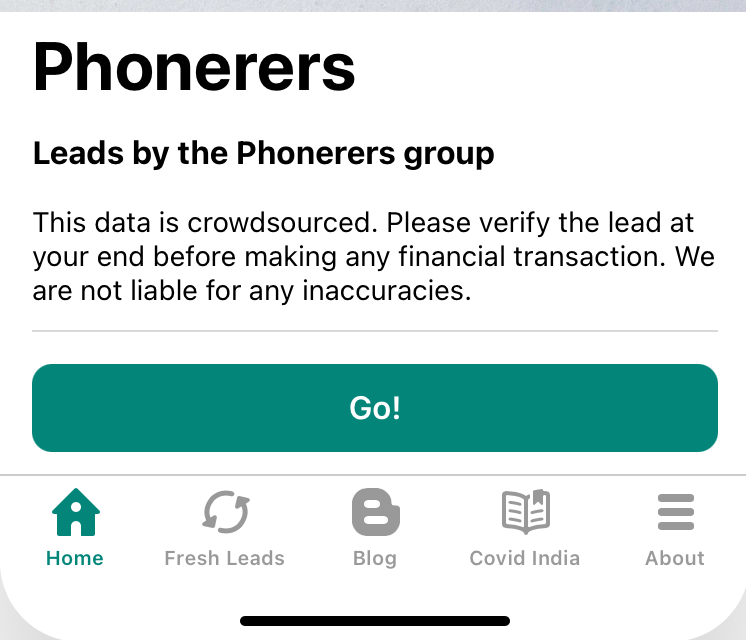 Phonerers
Leads by the Phonerers group
This data is crowdsourced. Please verify the lead at
your end before making any financial transaction. We
are not liable for any inaccuracies.
Go!
Home
Fresh Leads
Blog
Covid India
About